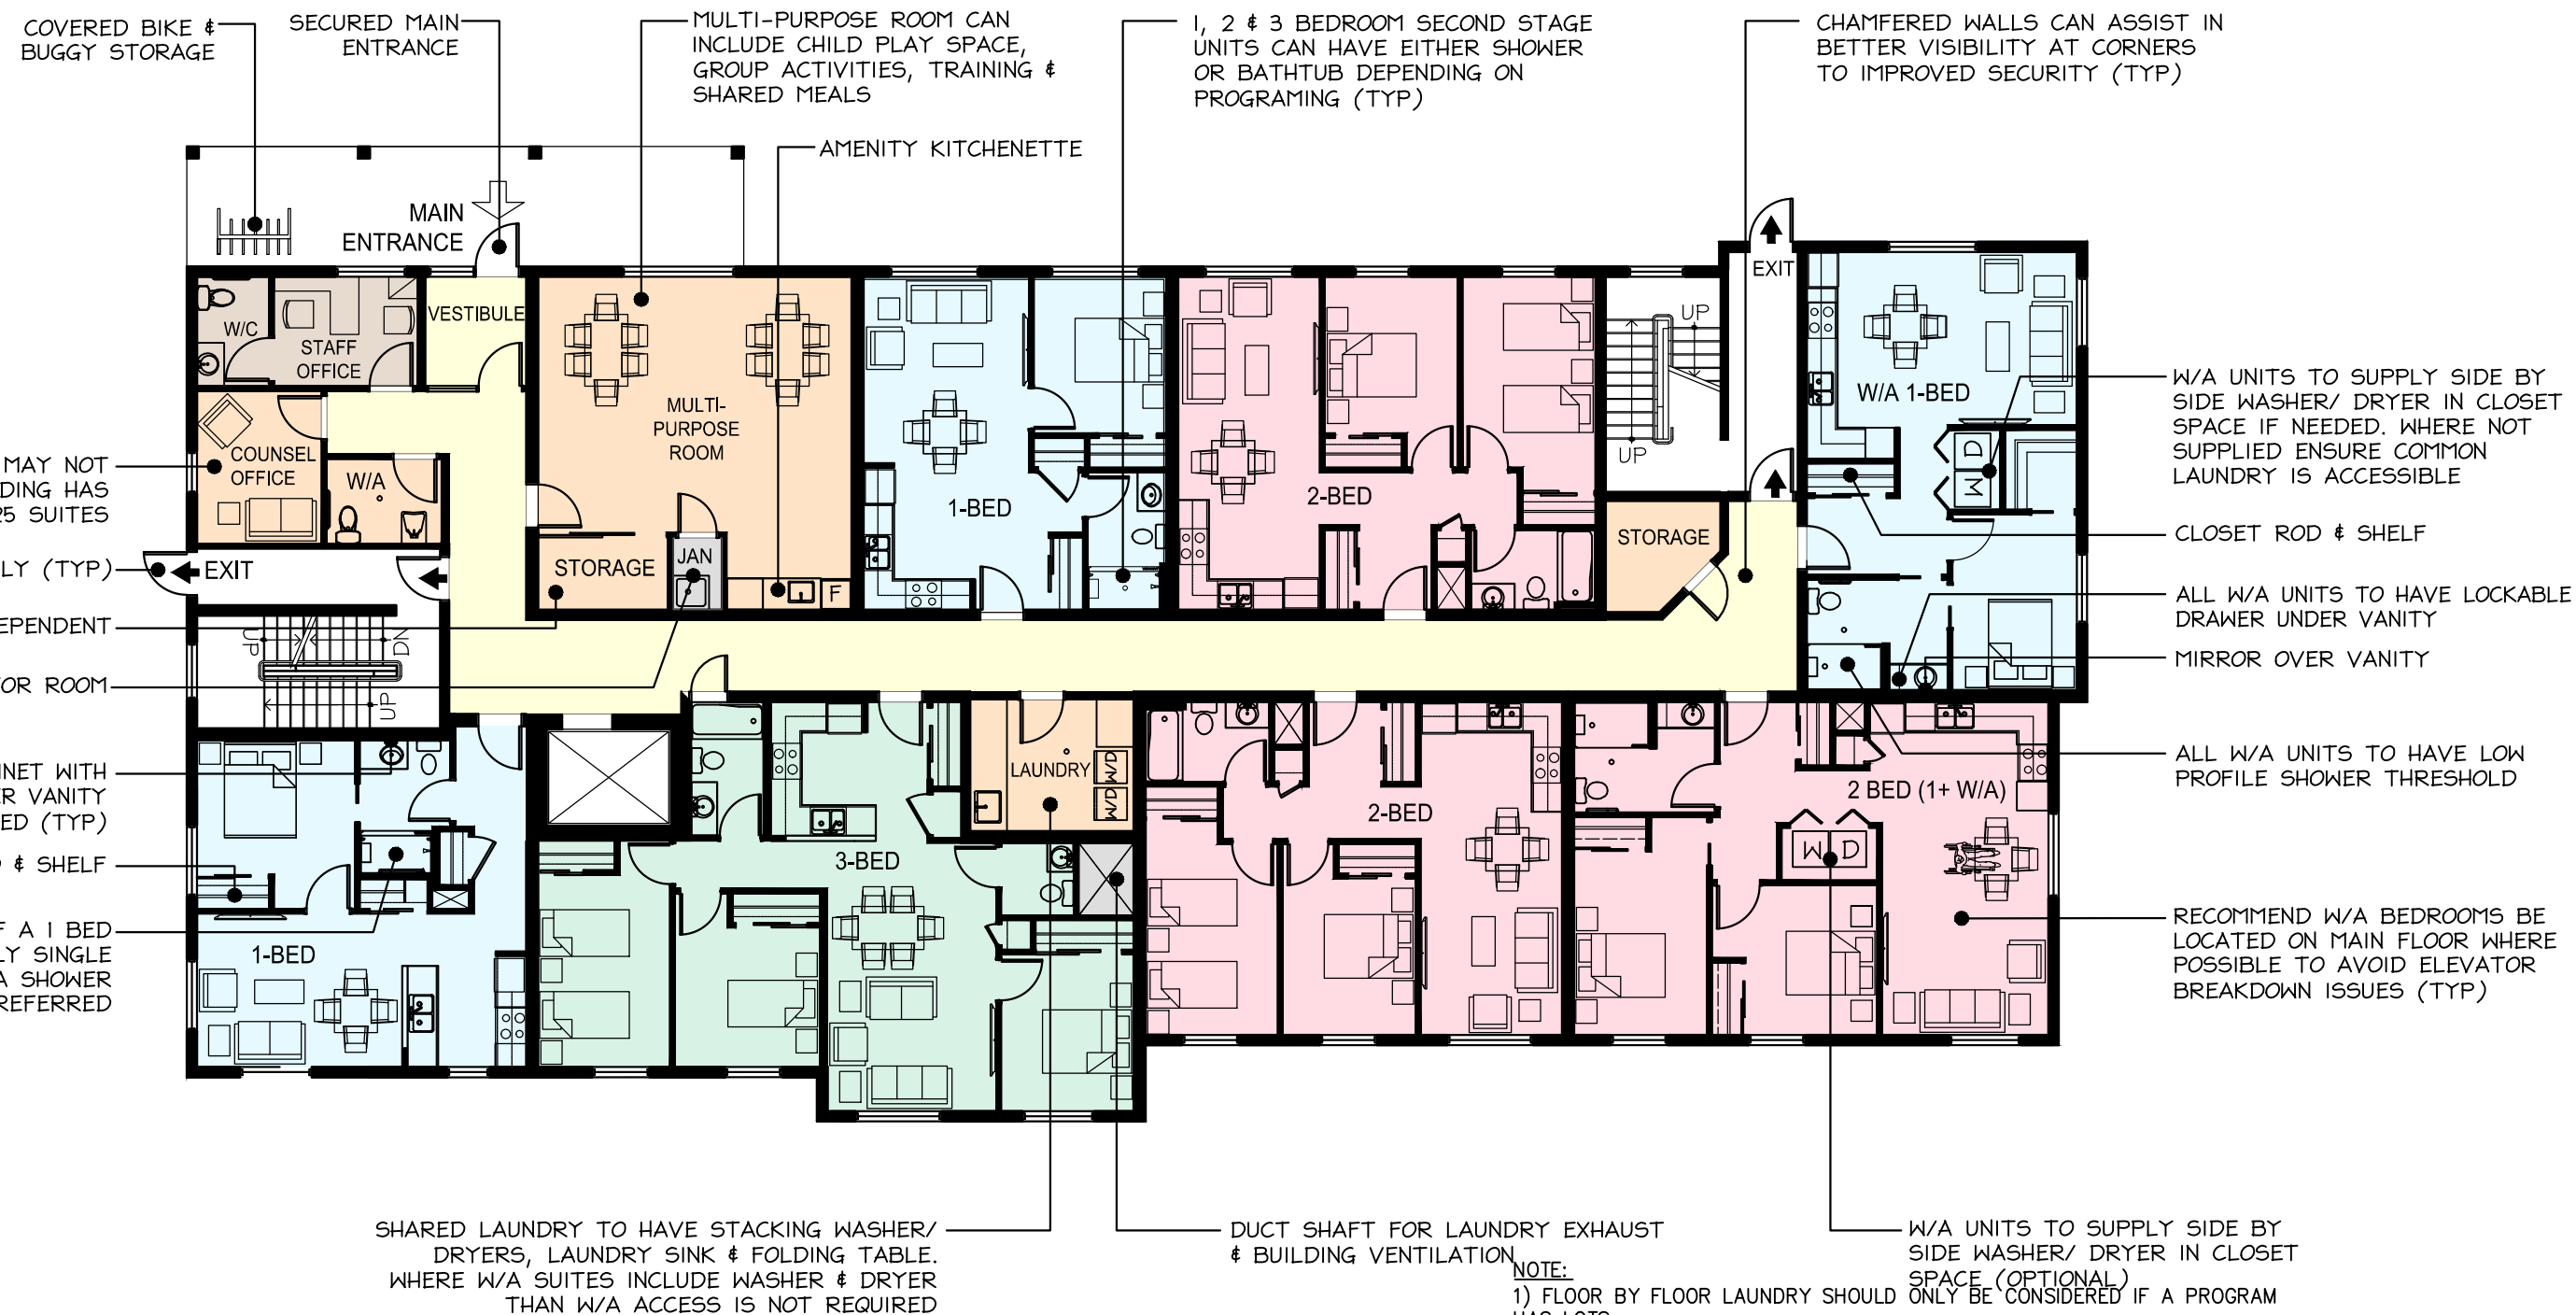 COVERED BIKE &
BUGGY STORAGE
SECURED MAIN
ENTRANCE
MULTI-PURPOSE ROOM CAN
INCLUDE CHILD PLAY SPACE,
GROUP ACTIVITIES, TRAINING &
SHARED MEALS
1, 2 & 3 BEDROOM SECOND STAGE
UNITS CAN HAVE EITHER SHOWER
OR BATHTUB DEPENDING ON
PROGRAMING (TYP)
CHAMFERED WALLS CAN ASSIST IN
BETTER VISIBILITY AT CORNERS
TO IMPROVED SECURITY (TYP)
AMENITY KITCHENETTE
MAIN
ENTRANCE
EXIT
W/C
STAFF
OFFICE
VESTIBULE
MULTI-
PURPOSE
ROOM
UP
UP
W/A 1-BED
D
W
W/A UNITS TO SUPPLY SIDE BY
SIDE WASHER/ DRYER IN CLOSET
SPACE IF NEEDED. WHERE NOT
SUPPLIED ENSURE COMMON
LAUNDRY IS ACCESSIBLE
MAY NOT
DING HAS
25 SUITES
COUNSEL
OFFICE
W/A
1-BED
2-BED
STORAGE
CLOSET ROD & SHELF
LY (TYP)
EXIT
STORAGE
JAN
F
ALL W/A UNITS TO HAVE LOCKABLE
DRAWER UNDER VANITY
EPENDENT
UP
DN
UP
MIRROR OVER VANITY
OR ROOM
INET WITH
ER VANITY
ED (TYP)
LAUNDRY
W/D
W/D
ALL W/A UNITS TO HAVE LOW
PROFILE SHOWER THRESHOLD
2-BED
2 BED (1+ W/A)
W
D
& SHELF
3-BED
F A 1 BED
LY SINGLE
A SHOWER
REFERRED
1-BED
RECOMMEND W/A BEDROOMS BE
LOCATED ON MAIN FLOOR WHERE
POSSIBLE TO AVOID ELEVATOR
BREAKDOWN ISSUES (TYP)
SHARED LAUNDRY TO HAVE STACKING WASHER/
DRYERS, LAUNDRY SINK & FOLDING TABLE.
WHERE W/A SUITES INCLUDE WASHER & DRYER
THAN W/A ACCESS IS NOT REQUIRED
DUCT SHAFT FOR LAUNDRY EXHAUST
& BUILDING VENTILATION
W/A UNITS TO SUPPLY SIDE BY
SIDE WASHER/ DRYER IN CLOSET
SPACE (OPTIONAL)
NOTE:
1) FLOOR BY FLOOR LAUNDRY SHOULD ONLY BE CONSIDERED IF A PROGRAM